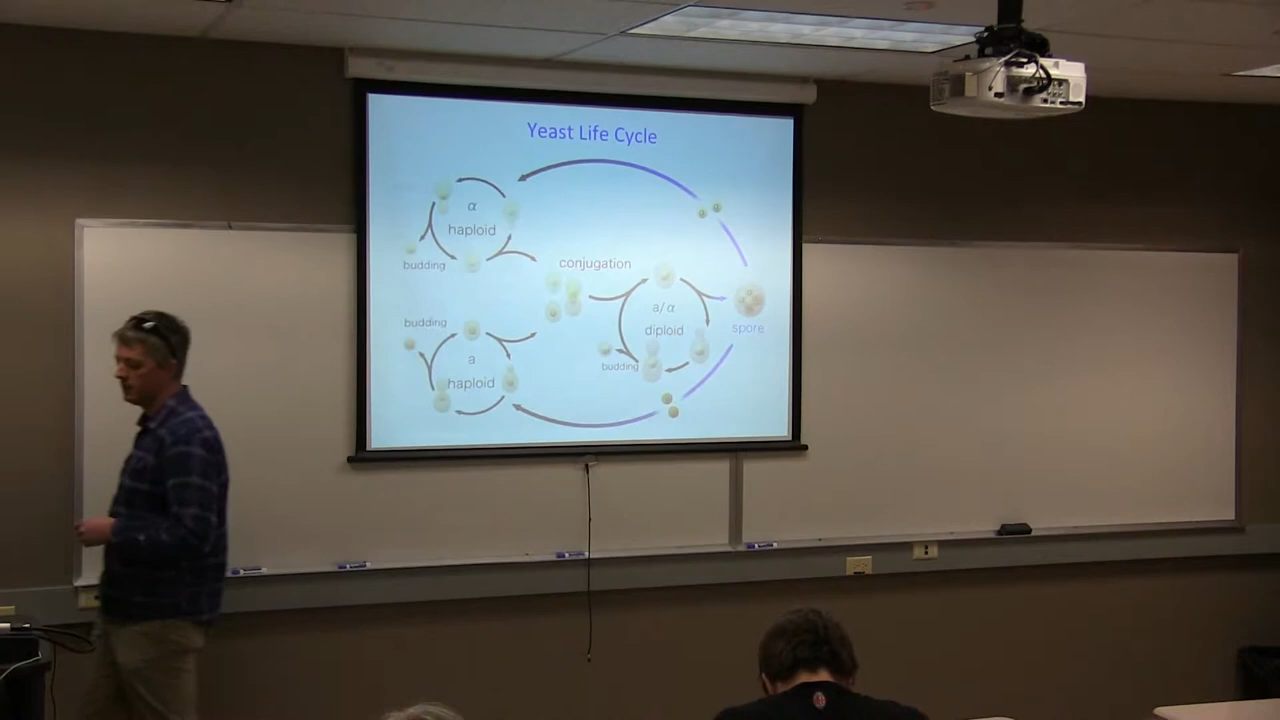 Yeast Life Cycle
α
haploid
budding
conjugation
a/α
diploid
budding
spore
budding
a
haploid